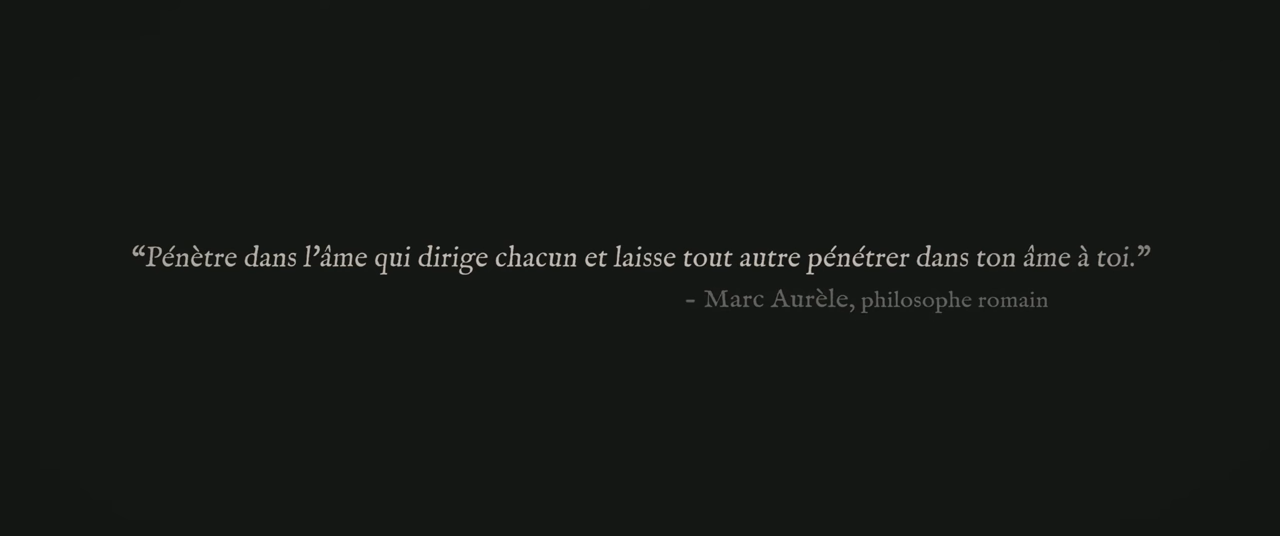 “Pénètre dans l’âme qui dirige chacun et laisse tout autre pénétrer dans ton âme à toi.”
- Marc Aurèle, philosophe romain